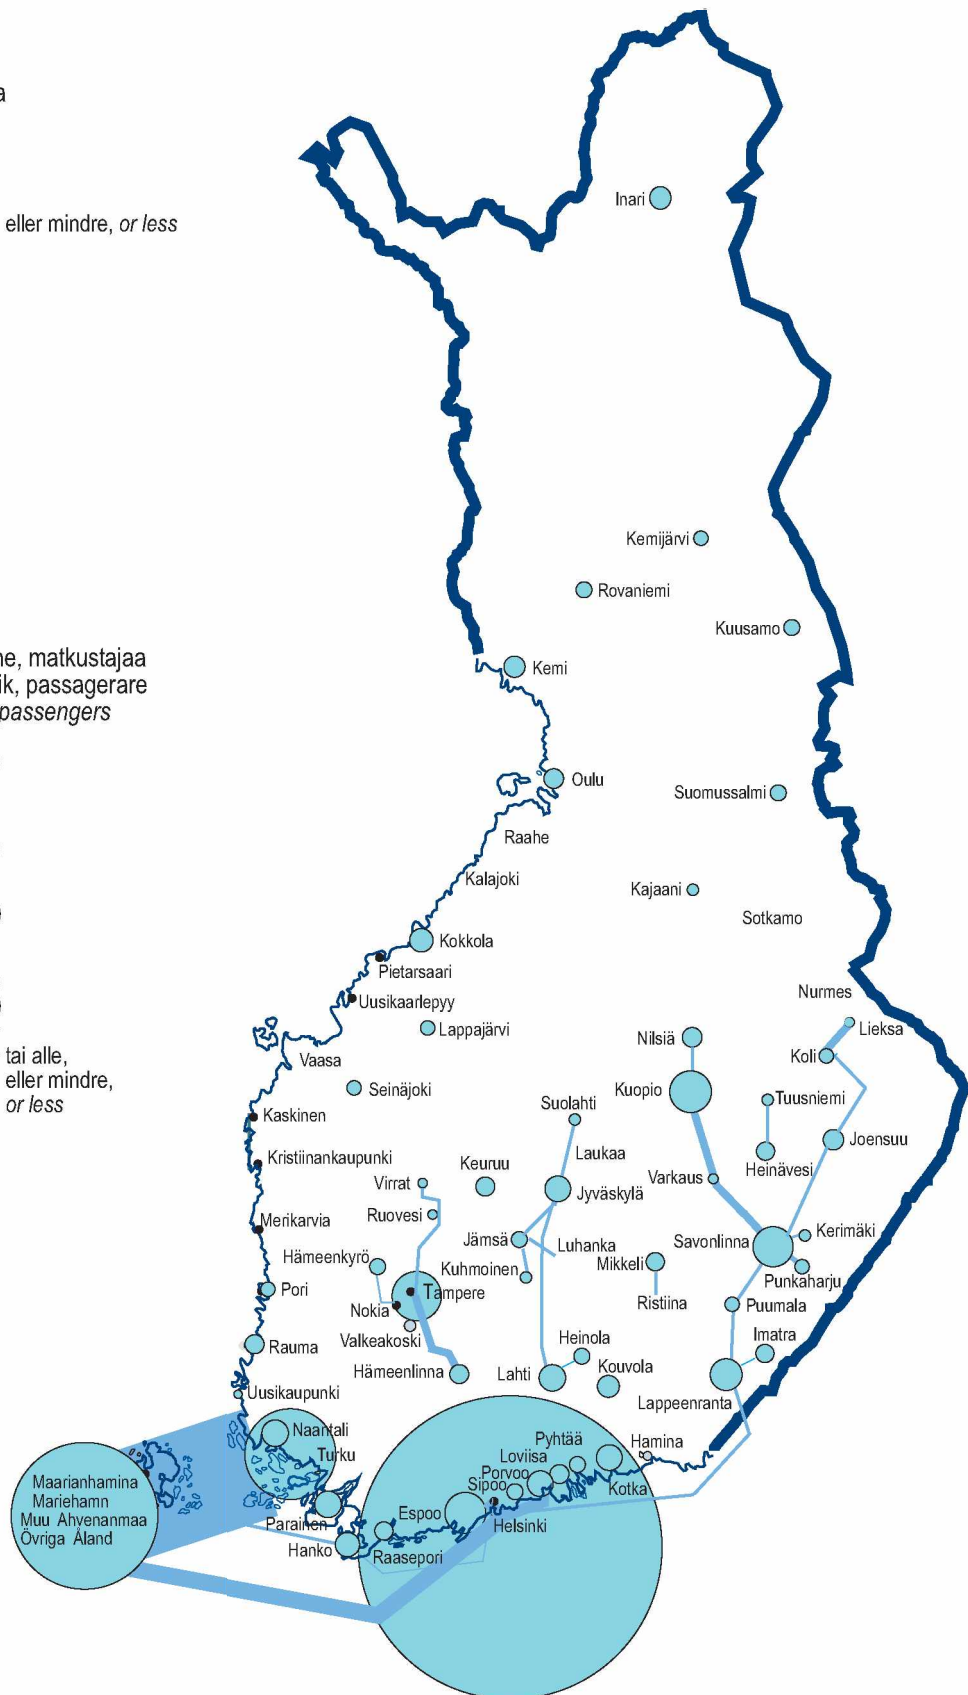 a
eller mindre, or less
Inari
Kemijärvi
Rovaniemi
Kuusamo
ne, matkustajaa
ik, passagerare
passengers
Kemi
Oulu
Suomussalmi
Raahe
Kalajoki
Kajaani
Sotkamo
Kokkola
Pietarsaari
Nurmes
Uusikaarlepyy
Lieksa
Lappajärvi
Nilsiä
Koli
tai alle,
eller mindre,
or less
Vaasa
Seinäjoki
Kuopio
Tuusniemi
Suolahti
Kaskinen
Joensuu
Laukaa
Kristiinankaupunki
Keuruu
Heinävesi
Virrat
Jyväskylä
Varkaus
Ruovesi
Merikarvia
Jämsä
Luhanka
Savonlinna
Kerimäki
Hämeenkyrö
Kuhmoinen
Mikkeli
Punkaharju
Pori
Tampere
Ristiina
Puumala
Nokia
Valkeakoski
Heinola
Imatra
Rauma
Hämeenlinna
Lahti
Kouvola
Uusikaupunki
Lappeenranta
Naantali
Turku
Pyhtää
Hamina
Loviisa
Porvoo
Sipoo
Kotka
Maarianhamina
Mariehamn
Muu Ahvenanmaa
Övriga Åland
Parainen
Espoo
Helsinki
Hanko
Raasepori